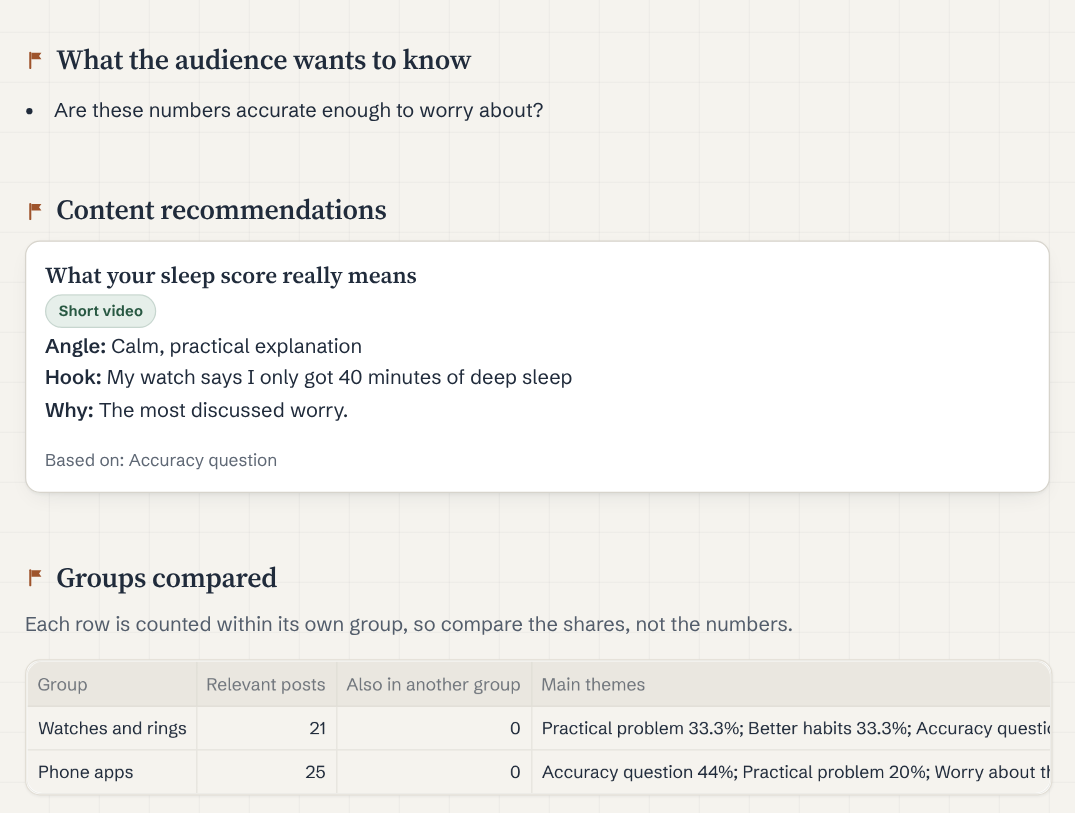 What the audience wants to know
• Are these numbers accurate enough to worry about?
Content recommendations
What your sleep score really means
Short video
Angle: Calm, practical explanation
Hook: My watch says I only got 40 minutes of deep sleep
Why: The most discussed worry.
Based on: Accuracy question
Groups compared
Each row is counted within its own group, so compare the shares, not the numbers.
Group Relevant posts Also in another group Main themes
Watches and rings 21 0 Practical problem 33.3%; Better habits 33.3%; Accuracy
Phone apps 25 0 Accuracy question 44%; Practical problem 20%; Worry about